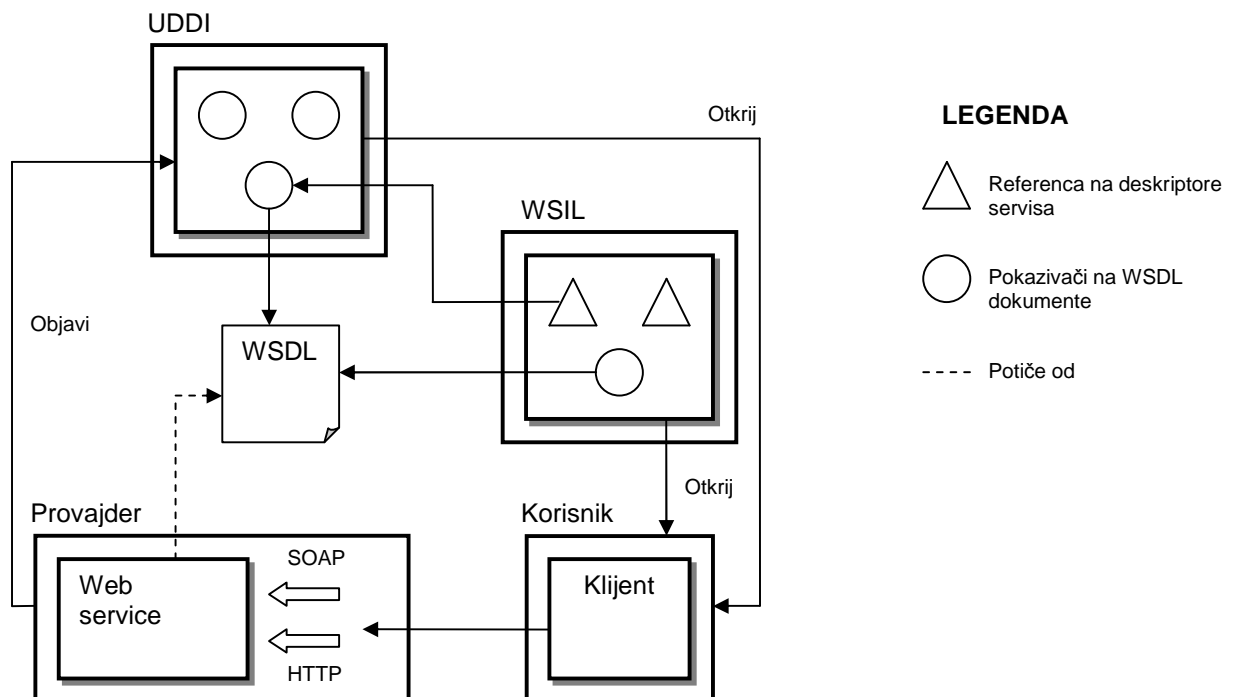 UDDI
Otkrij
LEGENDA
Referenca na deskriptore
servisa
WSIL
Pokazivači na WSDL
dokumente
Objavi
WSDL
Potiče od
Otkrij
Provajder
Korisnik
SOAP
Web
service
Klijent
HTTP